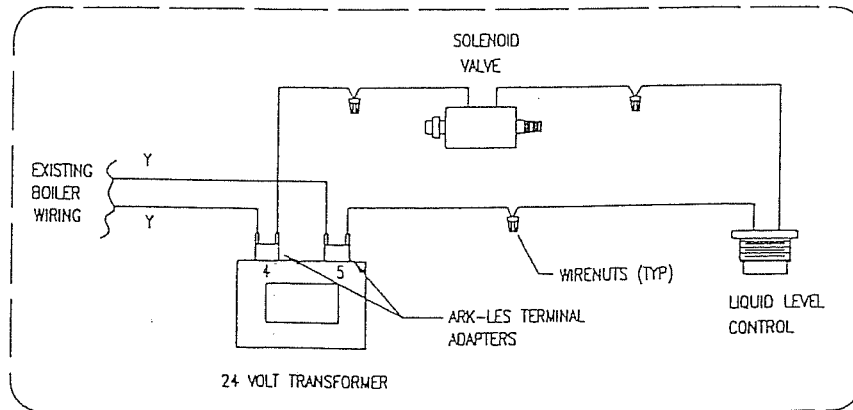 SOLENOID
VALVE
EXISTING
BOILER
WIRING
Y
Y
4
5
WIRENUTS (TYP)
ARK-LES TERMINAL
ADAPTERS
LIQUID LEVEL
CONTROL
24 VOLT TRANSFORMER